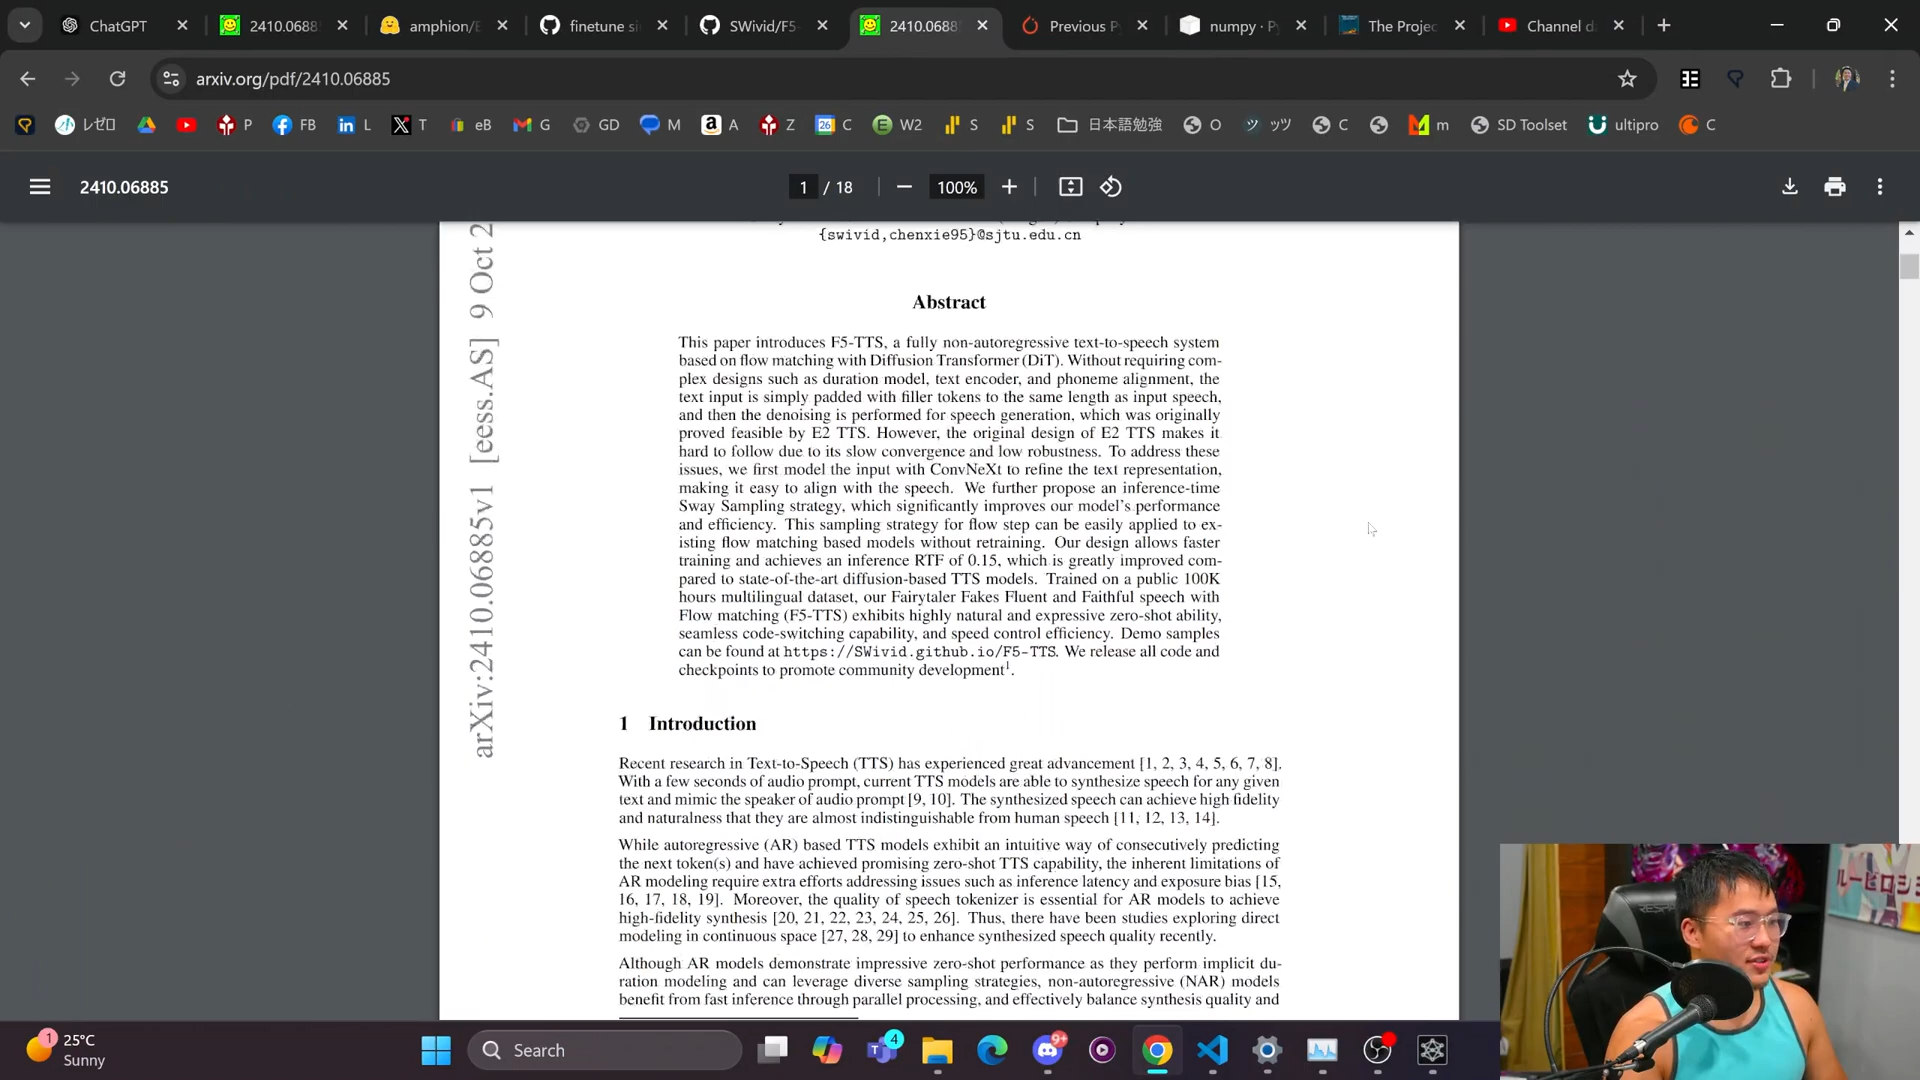 ChatGPT
2410.0688
amphion/E
finetune si
SWivid/F5-
2410.0688
Previous P
numpy · P
The Projec
Channel d
arxiv.org/pdf/2410.06885
レゼロ
P
FB
L
T
eB
G
GD
M
A
Z
26
C
W2
S
S
日本語勉強
O
ッッ
C
m
SD Toolset
ultipro
C
2410.06885
1 / 18
100%
{swivid,chenxie95}@sjtu.edu.cn
arXiv:2410.06885v1 [eess.AS] 9 Oct 2
Abstract
This paper introduces F5-TTS, a fully non-autoregressive text-to-speech system
based on flow matching with Diffusion Transformer (DiT). Without requiring com-
plex designs such as duration model, text encoder, and phoneme alignment, the
text input is simply padded with filler tokens to the same length as input speech,
and then the denoising is performed for speech generation, which was originally
proved feasible by E2 TTS. However, the original design of E2 TTS makes it
hard to follow due to its slow convergence and low robustness. To address these
issues, we first model the input with ConvNeXt to refine the text representation,
making it easy to align with the speech. We further propose an inference-time
Sway Sampling strategy, which significantly improves our model's performance
and efficiency. This sampling strategy for flow step can be easily applied to ex-
isting flow matching based models without retraining. Our design allows faster
training and achieves an inference RTF of 0.15, which is greatly improved com-
pared to state-of-the-art diffusion-based TTS models. Trained on a public 100K
hours multilingual dataset, our Fairytaler Fakes Fluent and Faithful speech with
Flow matching (F5-TTS) exhibits highly natural and expressive zero-shot ability,
seamless code-switching capability, and speed control efficiency. Demo samples
can be found at https://SWivid.github.io/F5-TTS. We release all code and
checkpoints to promote community development1.
1 Introduction
Recent research in Text-to-Speech (TTS) has experienced great advancement [1, 2, 3, 4, 5, 6, 7, 8].
With a few seconds of audio prompt, current TTS models are able to synthesize speech for any given
text and mimic the speaker of audio prompt [9, 10]. The synthesized speech can achieve high fidelity
and naturalness that they are almost indistinguishable from human speech [11, 12, 13, 14].
While autoregressive (AR) based TTS models exhibit an intuitive way of consecutively predicting
the next token(s) and have achieved promising zero-shot TTS capability, the inherent limitations of
AR modeling require extra efforts addressing issues such as inference latency and exposure bias [15,
16, 17, 18, 19]. Moreover, the quality of speech tokenizer is essential for AR models to achieve
high-fidelity synthesis [20, 21, 22, 23, 24, 25, 26]. Thus, there have been studies exploring direct
modeling in continuous space [27, 28, 29] to enhance synthesized speech quality recently.
Although AR models demonstrate impressive zero-shot performance as they perform implicit du-
ration modeling and can leverage diverse sampling strategies, non-autoregressive (NAR) models
benefit from fast inference through parallel processing, and effectively balance synthesis quality and
1
25°C
Sunny
Search
4
9+